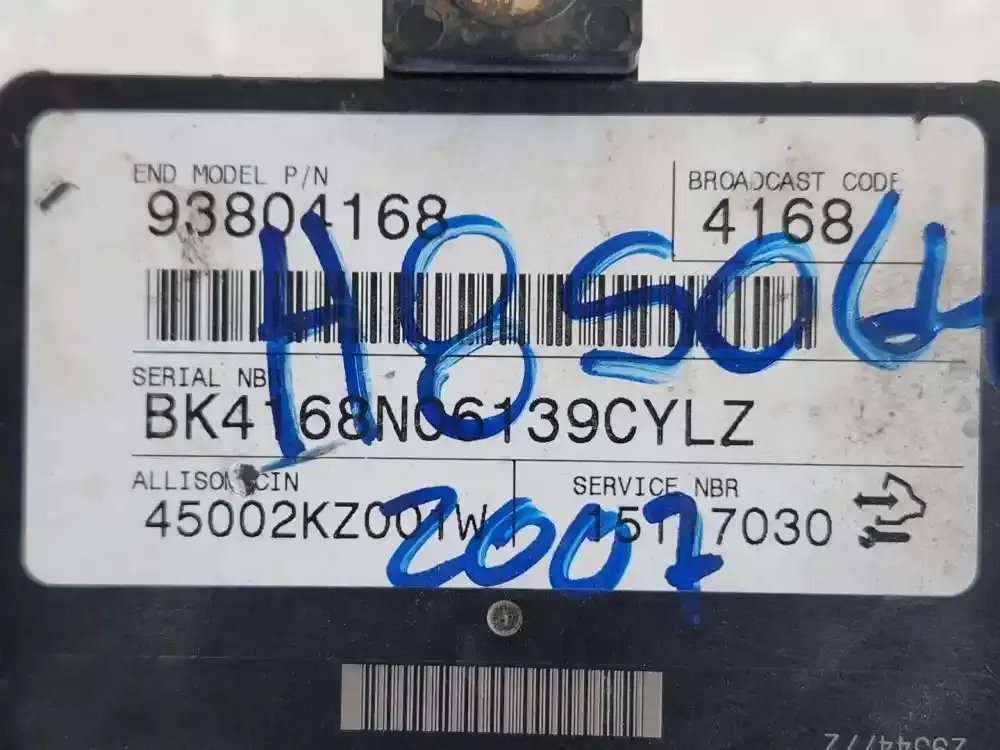 END MODEL P/N
93804168
BROADCAST CODE
4168
H8504
SERIAL NBR
BK4168N06139CYLZ
ALLISON CIN
45002KZ001W
SERVICE NBR
2007